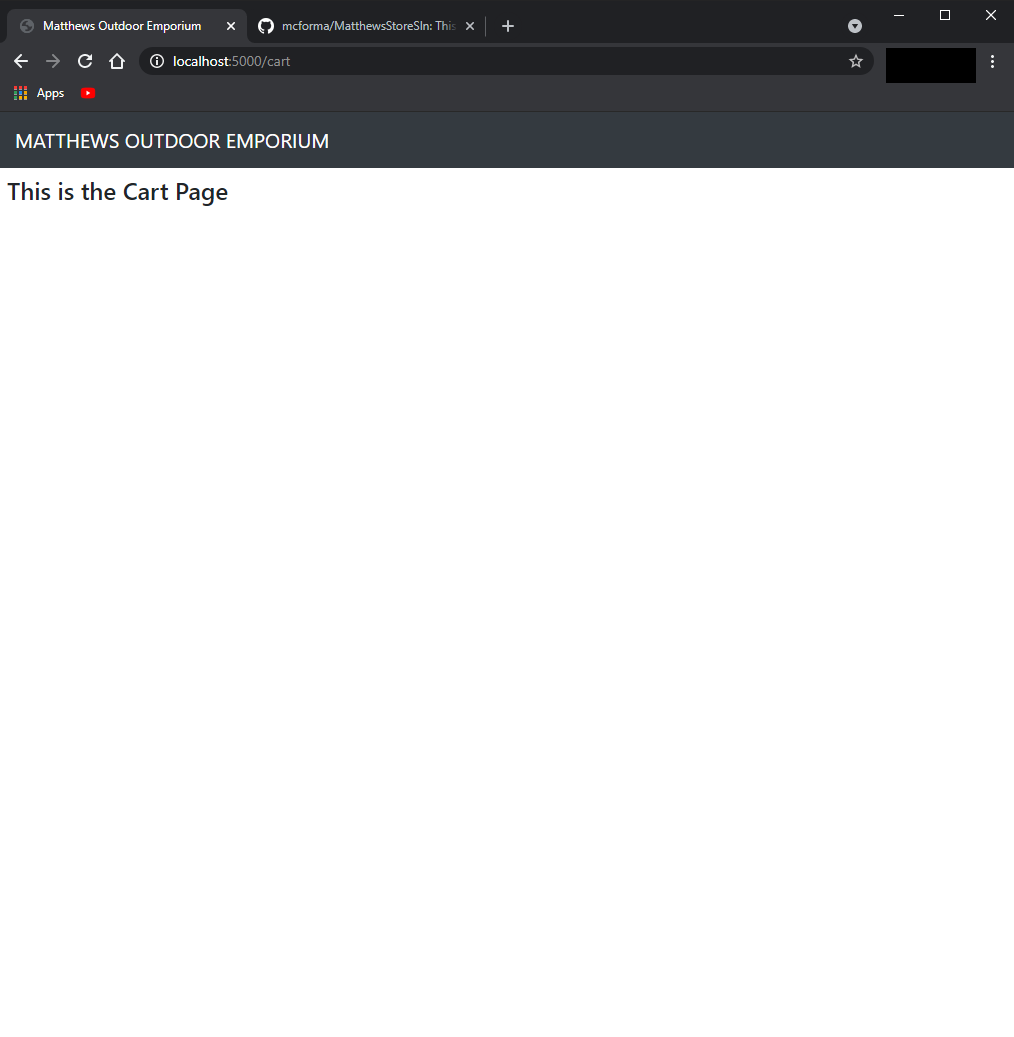 Matthews Outdoor Emporium
mcforma/MatthewsStoreSln: This
localhost:5000/cart
Apps
MATTHEWS OUTDOOR EMPORIUM
This is the Cart Page